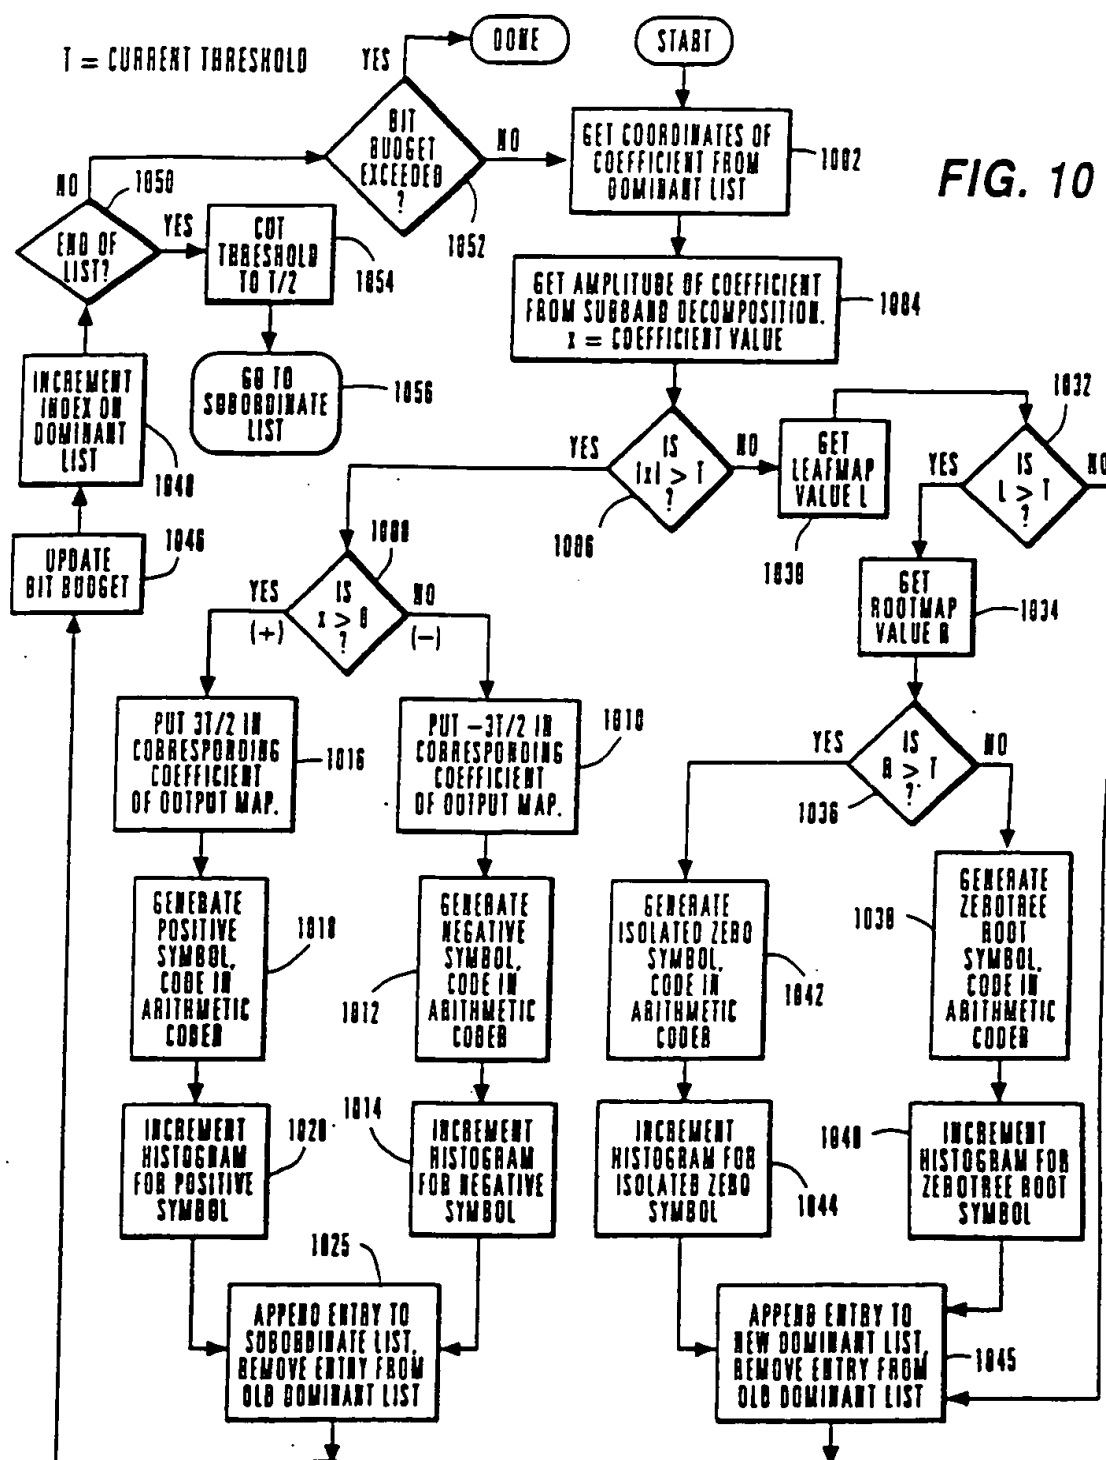 T = CURRENT THRESHOLD
YES
DONE
START
BIT
BUDGET
EXCEEDED
?
NO
1052
GET COORDINATES OF
COEFFICIENT FROM
DOMINANT LIST
1002
FIG. 10
NO
1050
END OF
LIST?
YES
CUT
THRESHOLD
TO T/2
1054
GET AMPLITUDE OF COEFFICIENT
FROM SUBBAND DECOMPOSITION.
x = COEFFICIENT VALUE
1004
GO TO
SUBORDINATE
LIST
1056
INCREMENT
INDEX ON
DOMINANT
LIST
1048
YES
IS
|x| > T
?
NO
1006
GET
LEAFMAP
VALUE L
1030
1032
YES
IS
L > T
?
NO
UPDATE
BIT BUDGET
1046
1008
YES
(+)
IS
x > 0
?
NO
(−)
GET
ROOTMAP
VALUE R
1034
PUT 3T/2 IN
CORRESPONDING
COEFFICIENT
OF OUTPUT MAP.
1016
PUT −3T/2 IN
CORRESPONDING
COEFFICIENT
OF OUTPUT MAP.
1010
YES
IS
R > T
?
NO
1036
GENERATE
POSITIVE
SYMBOL,
CODE IN
ARITHMETIC
CODER
1018
GENERATE
NEGATIVE
SYMBOL,
CODE IN
ARITHMETIC
CODER
1012
GENERATE
ISOLATED ZERO
SYMBOL,
CODE IN
ARITHMETIC
CODER
1042
GENERATE
ZEROTREE
ROOT
SYMBOL,
CODE IN
ARITHMETIC
CODER
1038
INCREMENT
HISTOGRAM
FOR POSITIVE
SYMBOL
1020
INCREMENT
HISTOGRAM
FOR NEGATIVE
SYMBOL
1014
INCREMENT
HISTOGRAM FOR
ISOLATED ZERO
SYMBOL
1044
INCREMENT
HISTOGRAM FOR
ZEROTREE ROOT
SYMBOL
1040
1025
APPEND ENTRY TO
SUBORDINATE LIST,
REMOVE ENTRY FROM
OLD DOMINANT LIST
APPEND ENTRY TO
NEW DOMINANT LIST,
REMOVE ENTRY FROM
OLD DOMINANT LIST
1045